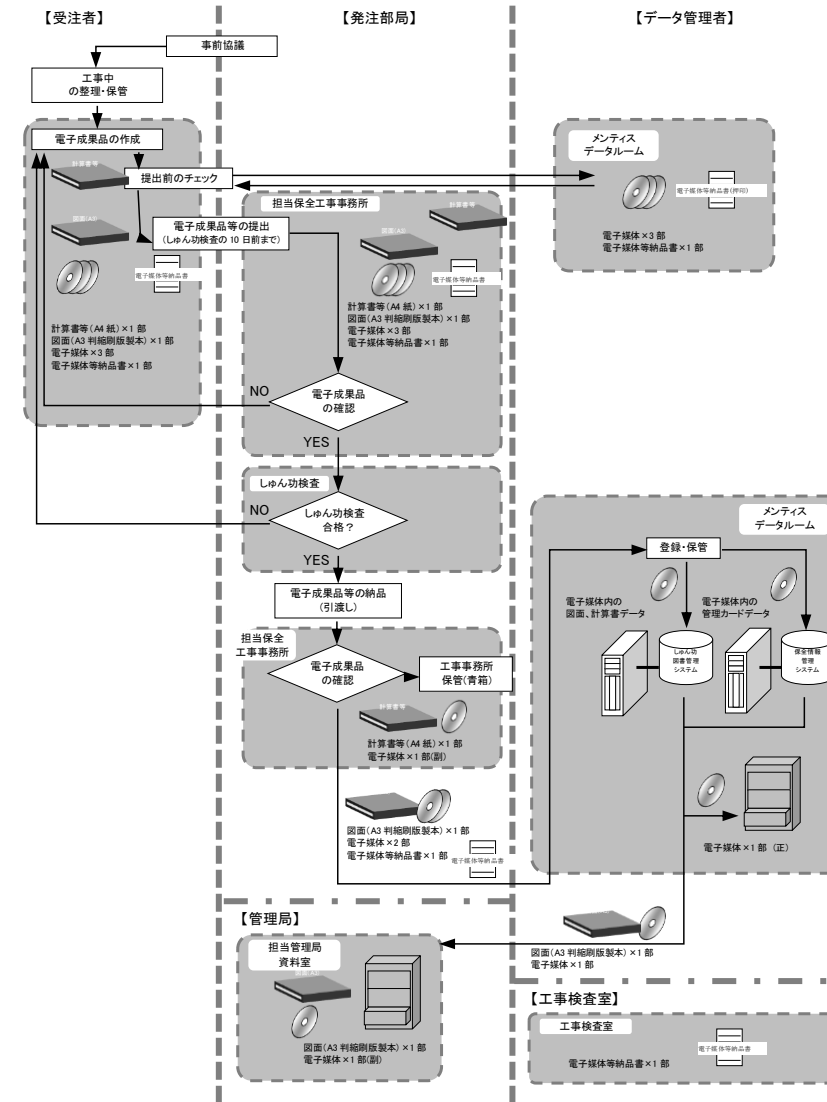 【受注者】
【発注部局】
【データ管理者】
事前協議
工事中
の整理・保管
電子成果品の作成
計算書等
提出前のチェック
図面(A3)
電子成果品等の提出
(しゅん功検査の 10 日前まで)
電子媒体等納品書
計算書等(A4 紙)×1 部
図面(A3 判縮刷版製本)×1 部
電子媒体×3 部
電子媒体等納品書×1 部
担当保全工事事務所
計算書等
図面(A3)
電子媒体等納品書
計算書等(A4 紙)×1 部
図面(A3 判縮刷版製本)×1 部
電子媒体×3 部
電子媒体等納品書×1 部
NO
電子成果品
の確認
YES
メンティス
データルーム
電子媒体等納品書(押印)
電子媒体×3 部
電子媒体等納品書×1 部
しゅん功検査
NO
しゅん功検査
合格?
YES
電子成果品等の納品
(引渡し)
担当保全
工事事務所
電子成果品
の確認
工事事務所
保管(青箱)
計算書等
計算書等(A4 紙)×1 部
電子媒体×1 部(副)
図面(A3 判縮刷版製本)×1 部
電子媒体×2 部
電子媒体等納品書×1 部
電子媒体等納品書
メンティス
データルーム
登録・保管
電子媒体内の
図面、計算書データ
電子媒体内の
管理カードデータ
しゅん功
図書管理
システム
保全情報
管理
システム
電子媒体×1 部 (正)
図面(A3 判縮刷版製本)×1 部
電子媒体×1 部
【管理局】
担当管理局
資料室
図面(A3)
図面(A3 判縮刷版製本)×1 部
電子媒体×1 部(副)
【工事検査室】
工事検査室
電子媒体等納品書
電子媒体等納品書×1 部